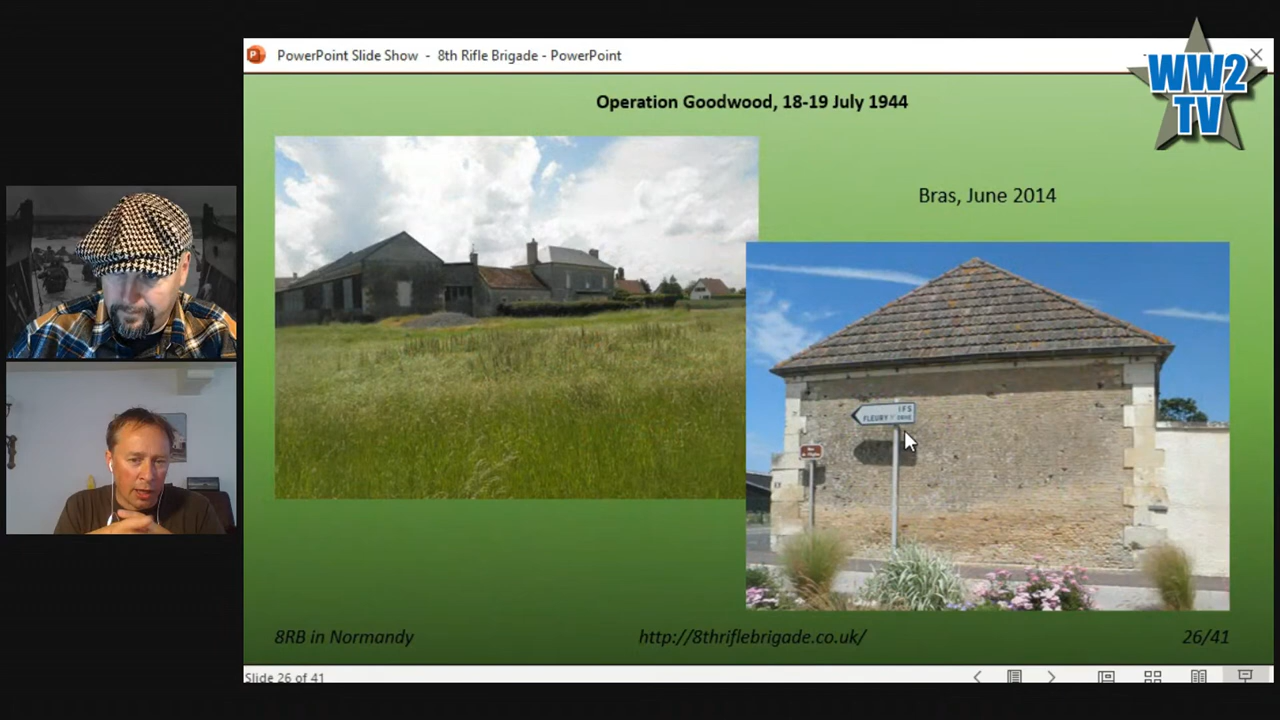 PowerPoint Slide Show - 8th Rifle Brigade - PowerPoint
WW2
TV
Operation Goodwood, 18-19 July 1944
Bras, June 2014
IFS
FLEURY
8RB in Normandy
http://8thriflebrigade.co.uk/
26/41
Slide 26 of 41